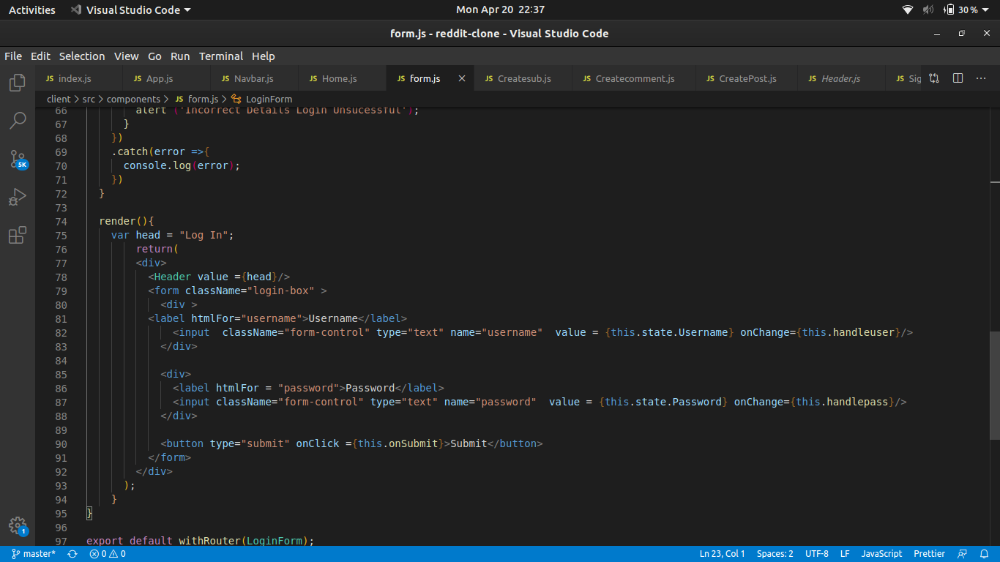 Activities Visual Studio Code Mon Apr 20 22:37 30%
form.js - reddit-clone - Visual Studio Code
File Edit Selection View Go Run Terminal Help
JS index.js JS App.js JS Navbar.js JS Home.js JS form.js JS Createsub.js JS Createcomment.js JS CreatePost.js JS Header.js JS Sig
client > src > components > JS form.js > LoginForm
66 alert ('Incorrect Details Login Unsucessful');
67 }
68 })
69 .catch(error =>{
70 console.log(error);
71 })
72 }
73
74 render(){
75 var head = "Log In";
76 return(
77 <div>
78 <Header value ={head}/>
79 <form className="login-box" >
80 <div >
81 <label htmlFor="username">Username</label>
82 <input  className="form-control" type="text" name="username"  value = {this.state.Username} onChange={this.handleuser}/>
83 </div>
84
85 <div>
86 <label htmlFor = "password">Password</label>
87 <input className="form-control" type="text" name="password"  value = {this.state.Password} onChange={this.handlepass}/>
88 </div>
89
90 <button type="submit" onClick ={this.onSubmit}>Submit</button>
91 </form>
92 </div>
93 );
94 }
95 }
96
97 export default withRouter(LoginForm);
5K
1
master* 0 0 Ln 23, Col 1 Spaces: 2 UTF-8 LF JavaScript Prettier